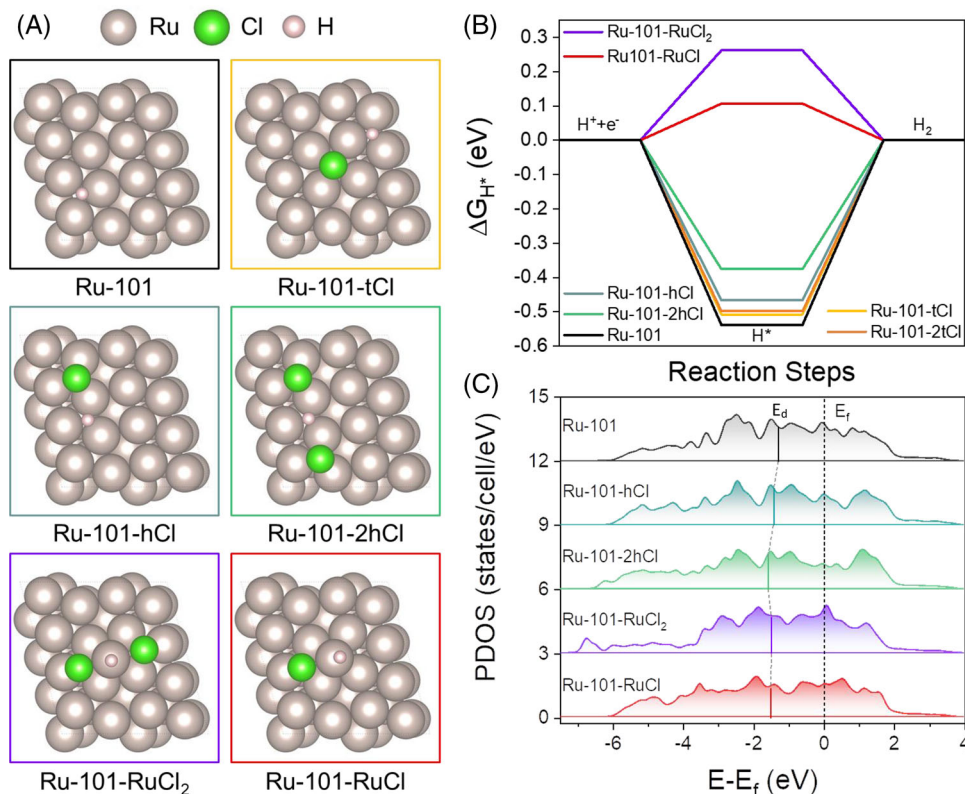 (A)
Ru Cl H
Ru-101 Ru-101-tCl
Ru-101-hCl Ru-101-2hCl
Ru-101-RuCl₂ Ru-101-RuCl
(B)
ΔG_H* (eV)
0.3
0.2
0.1
0.0
-0.1
-0.2
-0.3
-0.4
-0.5
-0.6
Ru-101-RuCl₂
Ru101-RuCl
H⁺+e⁻ H₂
Ru-101-hCl
Ru-101-2hCl Ru-101-tCl
Ru-101 H* Ru-101-2tCl
Reaction Steps
(C)
PDOS (states/cell/eV)
15
12
9
6
3
0
E_d E_f
Ru-101
Ru-101-hCl
Ru-101-2hCl
Ru-101-RuCl₂
Ru-101-RuCl
-6 -4 -2 0 2 4
E-E_f (eV)